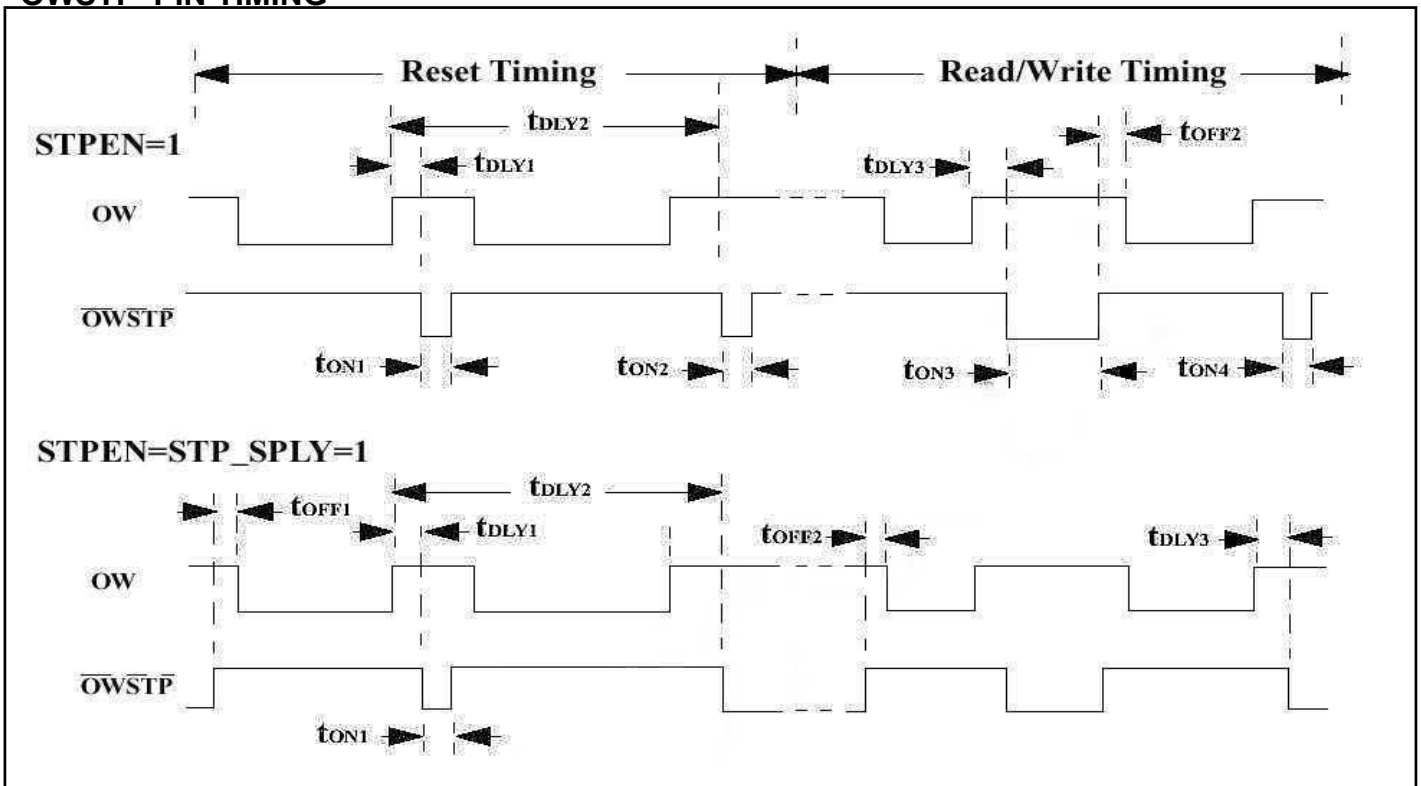 OWSTP PIN TIMING
Reset Timing
Read/Write Timing
STPEN=1
tDLY2
tOFF2
tDLY1
tDLY3
OW
OWSTP
tON1
tON2
tON3
tON4
STPEN=STP_SPLY=1
tDLY2
tOFF1
tDLY1
tOFF2
tDLY3
OW
OWSTP
tON1